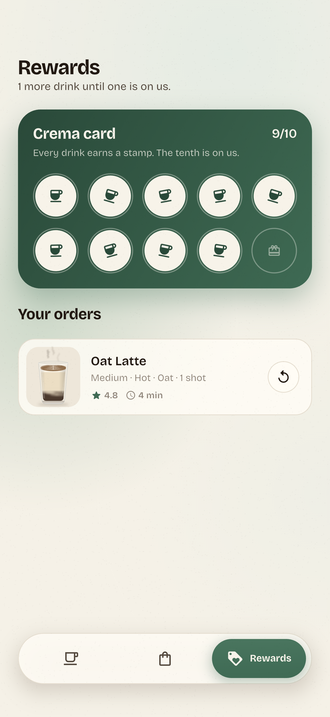 Rewards
1 more drink until one is on us.
Crema card
9/10
Every drink earns a stamp. The tenth is on us.
Your orders
Oat Latte
Medium · Hot · Oat · 1 shot
4.8 4 min
Rewards